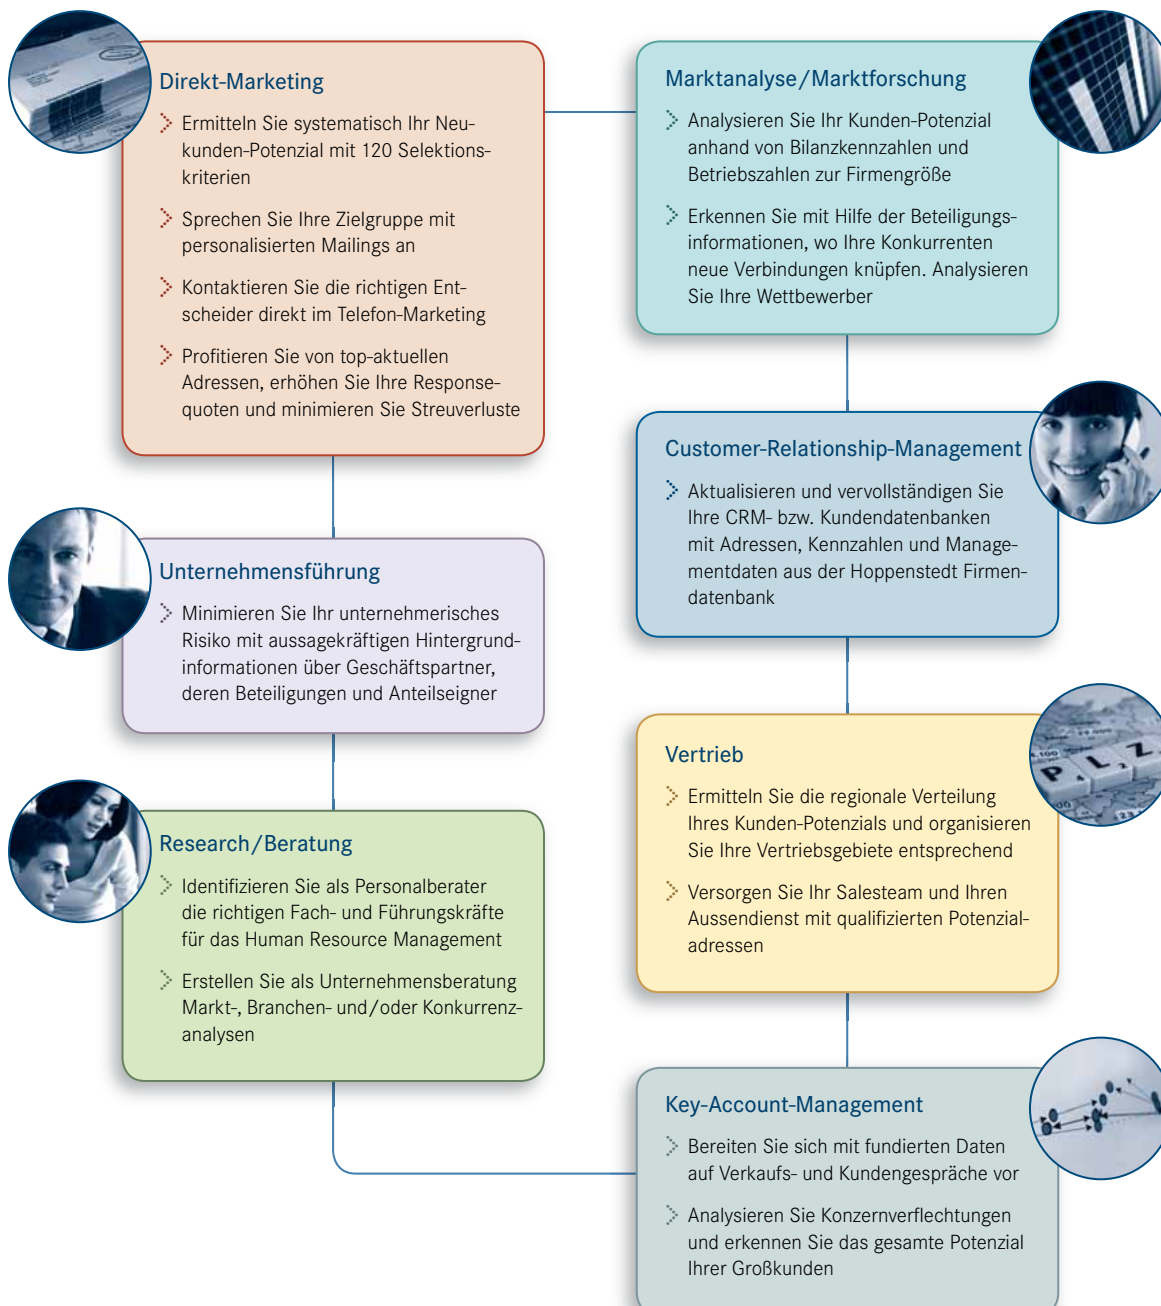 Direkt-Marketing
Ermitteln Sie systematisch Ihr Neu-
kunden-Potenzial mit 120 Selektions-
kriterien
Sprechen Sie Ihre Zielgruppe mit
personalisierten Mailings an
Kontaktieren Sie die richtigen Ent-
scheider direkt im Telefon-Marketing
Profitieren Sie von top-aktuellen
Adressen, erhöhen Sie Ihre Response-
quoten und minimieren Sie Streuverluste
Unternehmensführung
Minimieren Sie Ihr unternehmerisches
Risiko mit aussagekräftigen Hintergrund-
informationen über Geschäftspartner,
deren Beteiligungen und Anteilseigner
Research/Beratung
Identifizieren Sie als Personalberater
die richtigen Fach- und Führungskräfte
für das Human Resource Management
Erstellen Sie als Unternehmensberatung
Markt-, Branchen- und/oder Konkurrenz-
analysen
Marktanalyse/Marktforschung
Analysieren Sie Ihr Kunden-Potenzial
anhand von Bilanzkennzahlen und
Betriebszahlen zur Firmengröße
Erkennen Sie mit Hilfe der Beteiligungs-
informationen, wo Ihre Konkurrenten
neue Verbindungen knüpfen. Analysieren
Sie Ihre Wettbewerber
Customer-Relationship-Management
Aktualisieren und vervollständigen Sie
Ihre CRM- bzw. Kundendatenbanken
mit Adressen, Kennzahlen und Manage-
mentdaten aus der Hoppenstedt Firmen-
datenbank
Vertrieb
Ermitteln Sie die regionale Verteilung
Ihres Kunden-Potenzials und organisieren
Sie Ihre Vertriebsgebiete entsprechend
Versorgen Sie Ihr Salesteam und Ihren
Aussendienst mit qualifizierten Potenzial-
adressen
PLZ
Key-Account-Management
Bereiten Sie sich mit fundierten Daten
auf Verkaufs- und Kundengespräche vor
Analysieren Sie Konzernverflechtungen
und erkennen Sie das gesamte Potenzial
Ihrer Großkunden